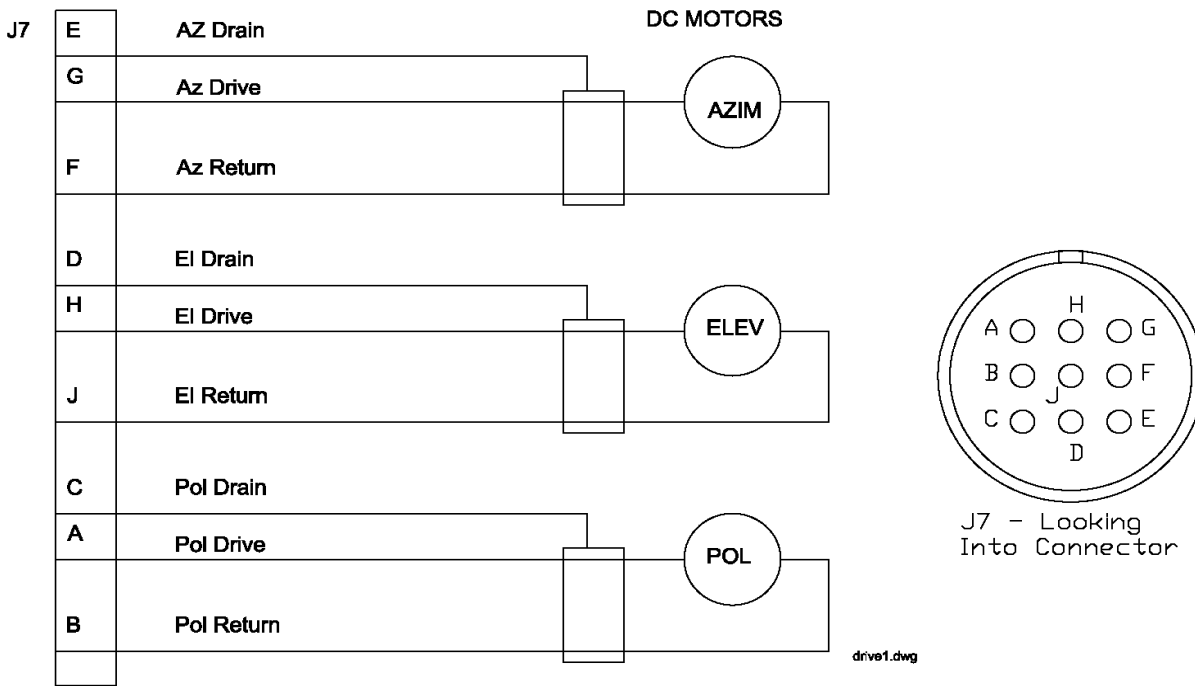 DC MOTORS
J7
E AZ Drain
G Az Drive
AZIM
F Az Return
D El Drain
H El Drive
ELEV
J El Return
C Pol Drain
A Pol Drive
POL
B Pol Return
drive1.dwg
H
A G
B F
J
C E
D
J7 - Looking
Into Connector